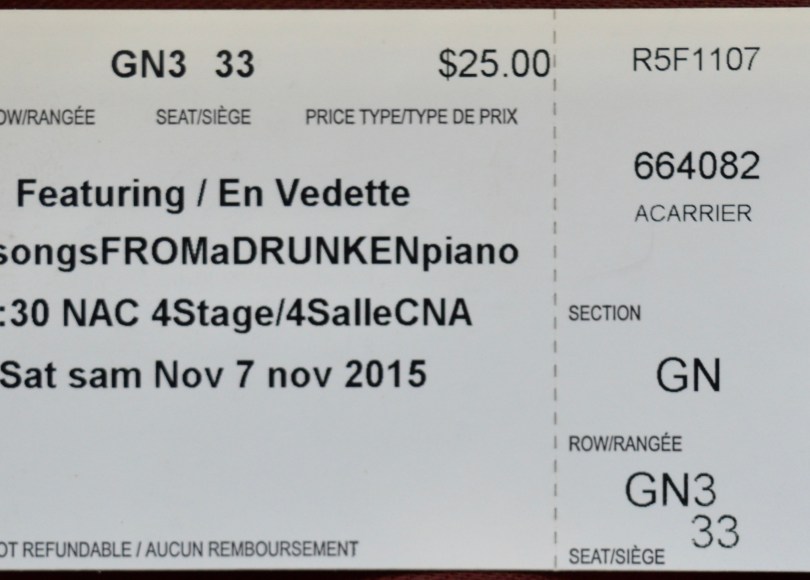 GN3 33 $25.00
OW/RANGÉE SEAT/SIÈGE PRICE TYPE/TYPE DE PRIX
Featuring / En Vedette
songsFROMaDRUNKENpiano
:30 NAC 4Stage/4SalleCNA
Sat sam Nov 7 nov 2015
OT REFUNDABLE / AUCUN REMBOURSEMENT
R5F1107
664082
ACARRIER
SECTION
GN
ROW/RANGÉE
GN3
33
SEAT/SIÈGE